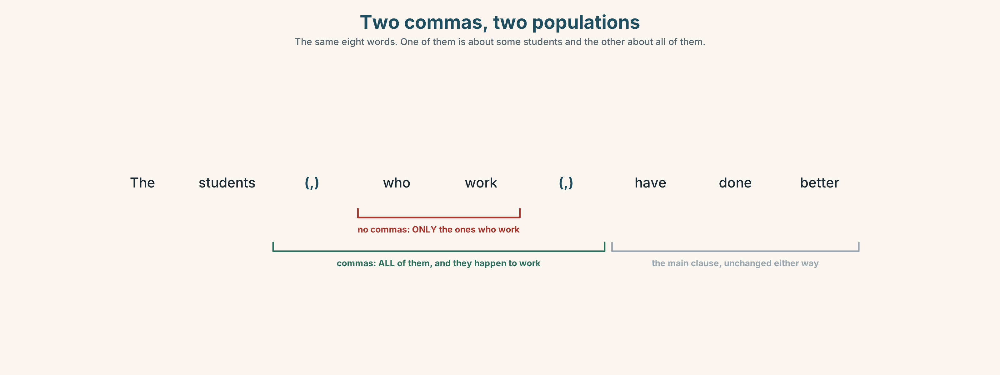 Two commas, two populations
The same eight words. One of them is about some students and the other about all of them.
The students (,) who work (,) have done better
no commas: ONLY the ones who work
commas: ALL of them, and they happen to work
the main clause, unchanged either way